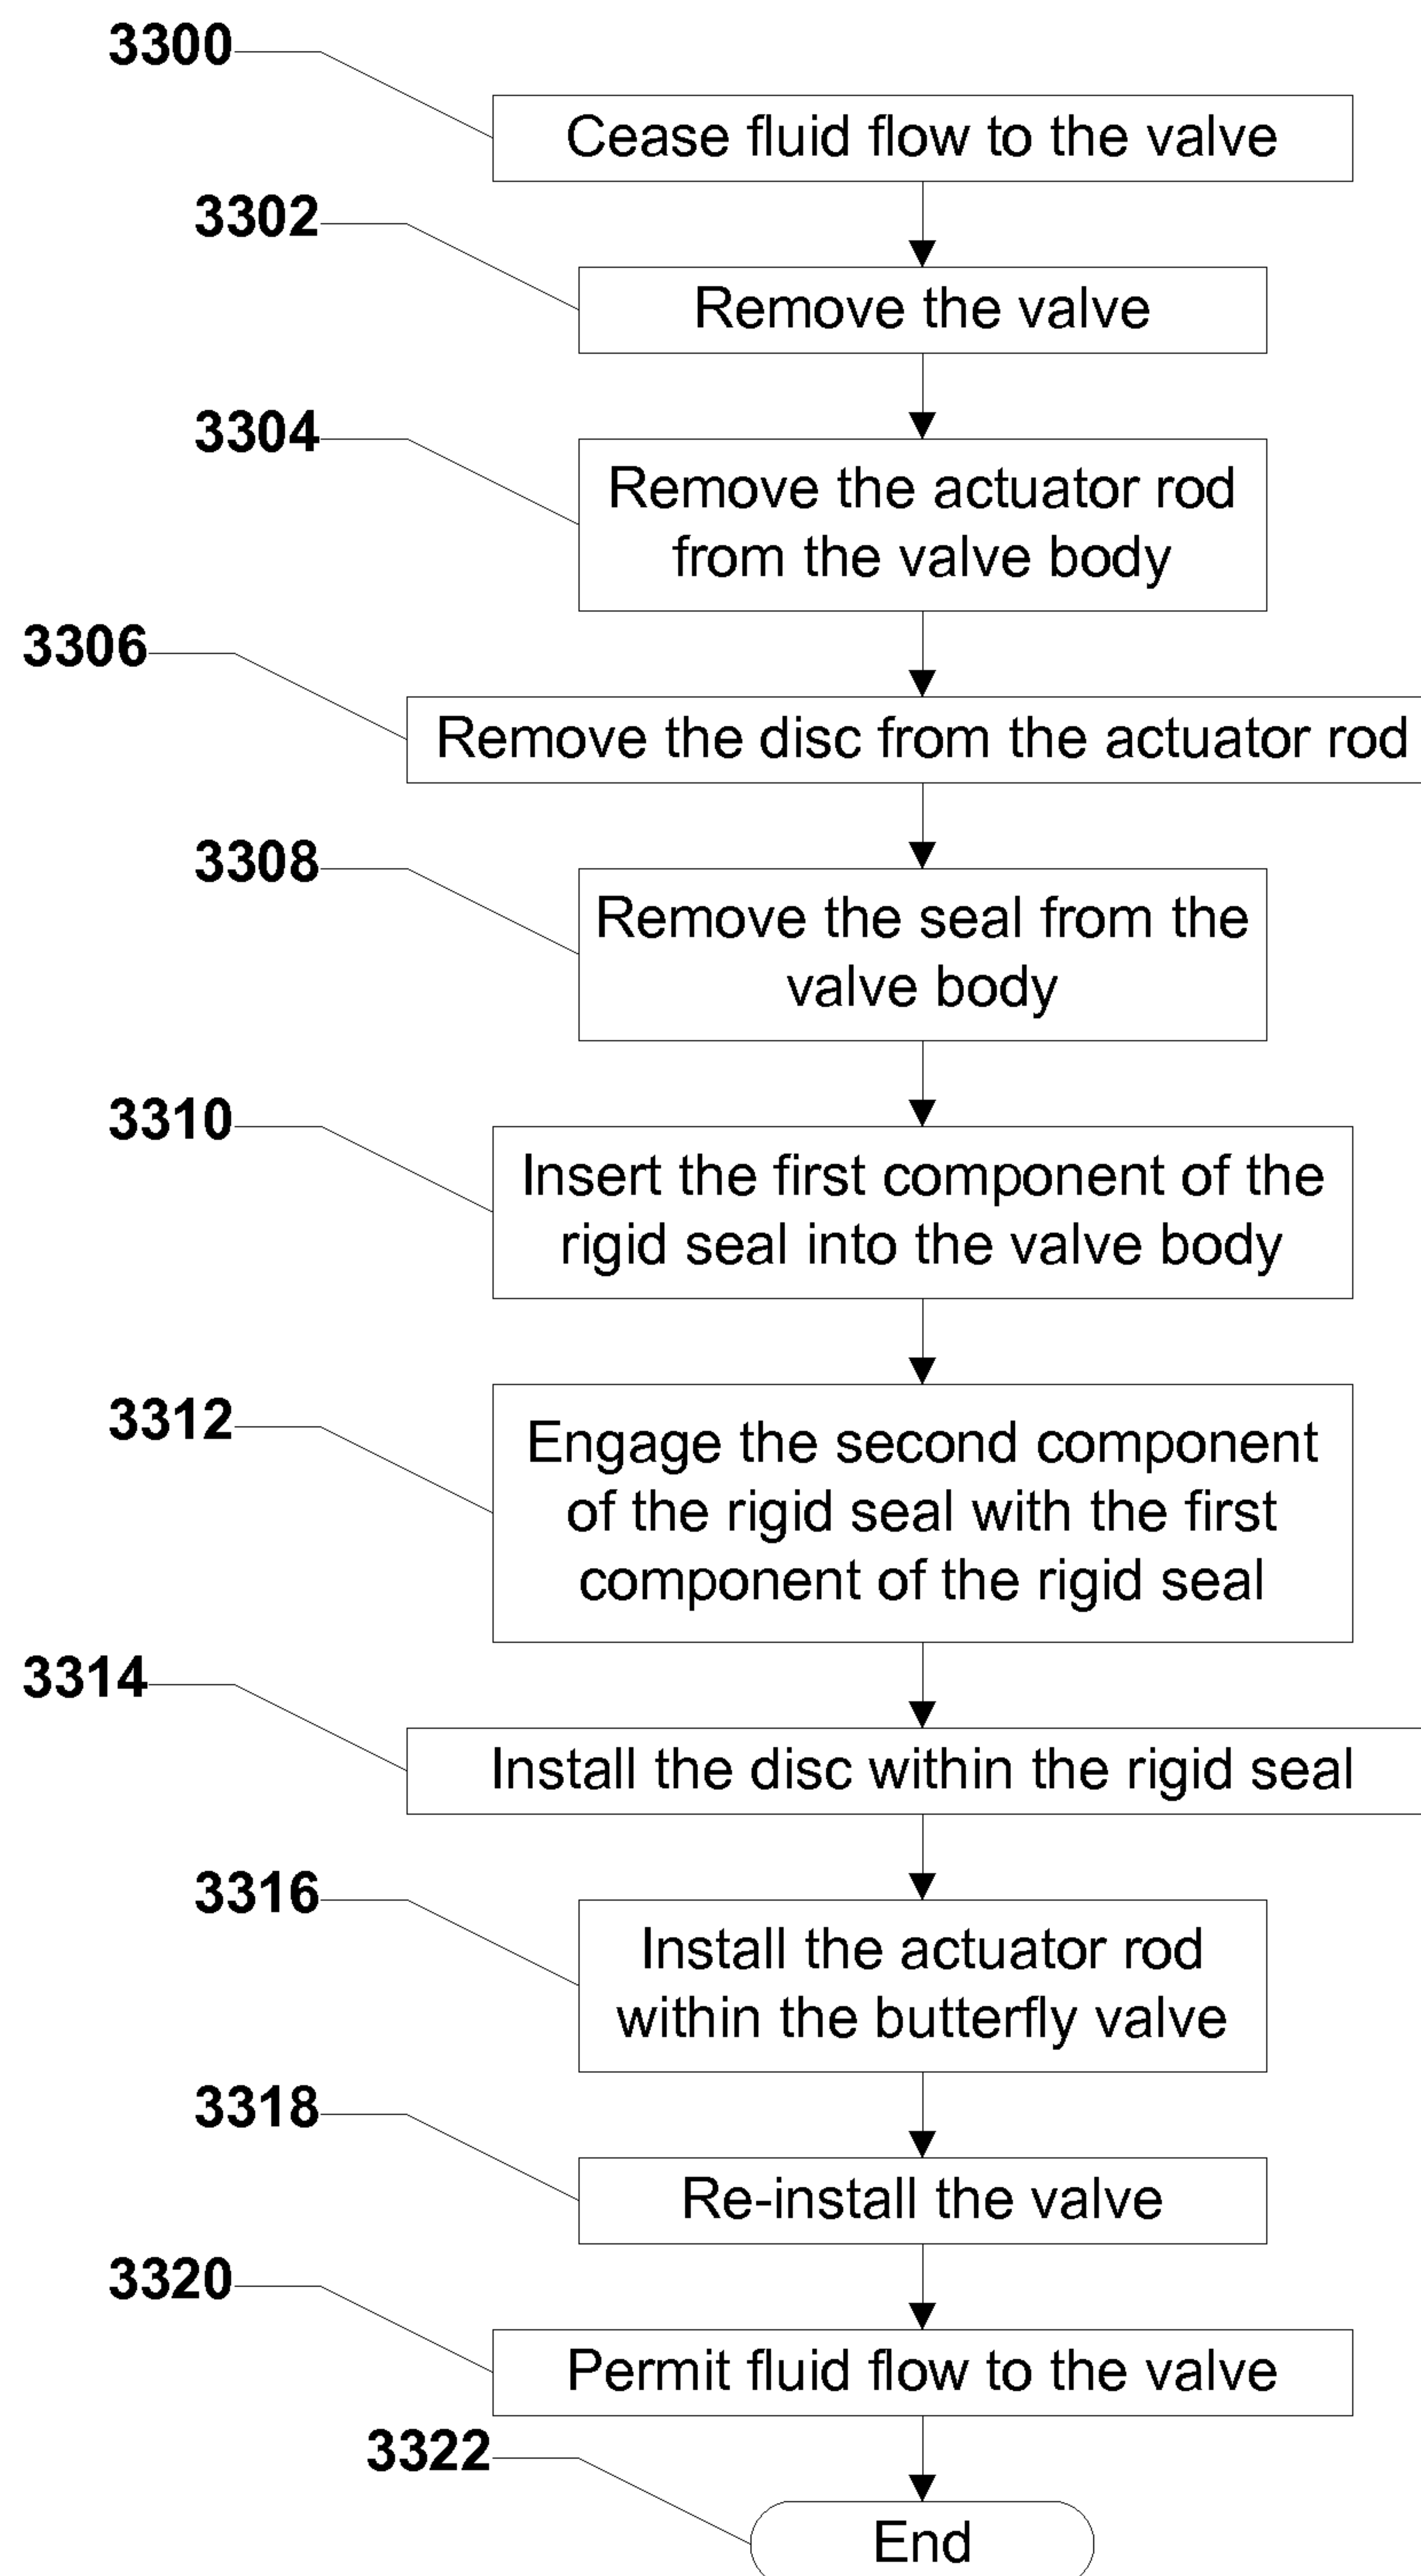 3300
Cease fluid flow to the valve
3302
Remove the valve
3304
Remove the actuator rod
from the valve body
3306
Remove the disc from the actuator rod
3308
Remove the seal from the
valve body
3310
Insert the first component of the
rigid seal into the valve body
3312
Engage the second component
of the rigid seal with the first
component of the rigid seal
3314
Install the disc within the rigid seal
3316
Install the actuator rod
within the butterfly valve
3318
Re-install the valve
3320
Permit fluid flow to the valve
3322
End